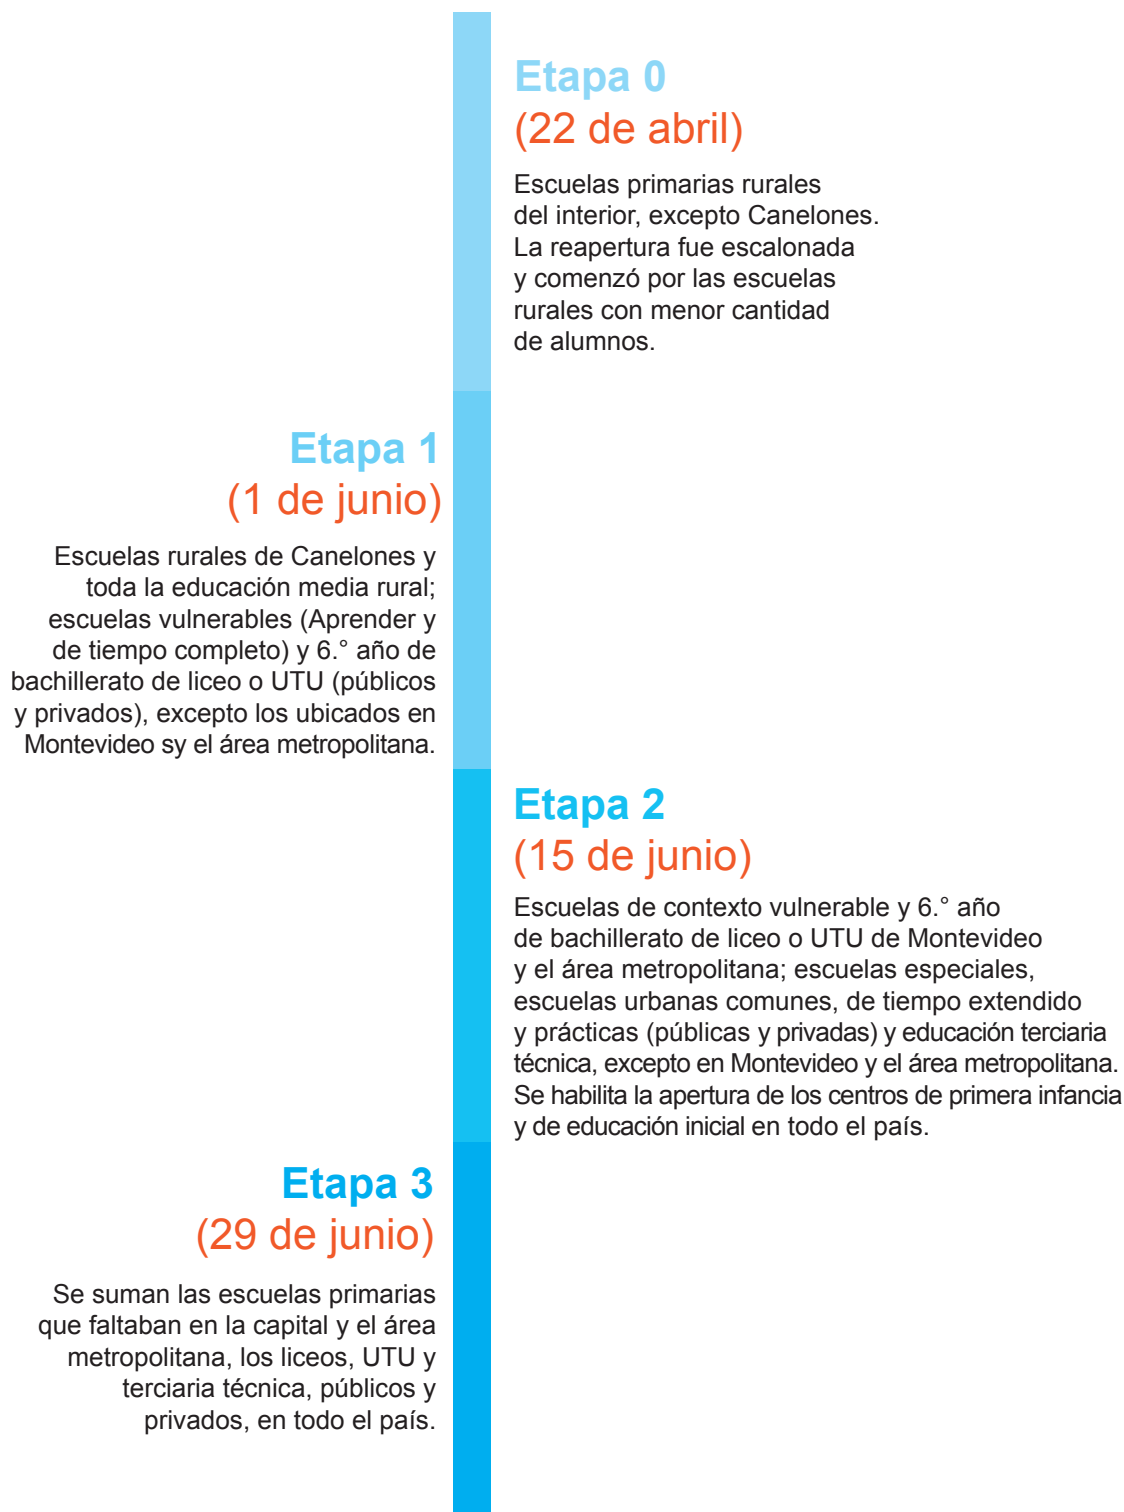 Etapa 0
(22 de abril)
Escuelas primarias rurales
del interior, excepto Canelones.
La reapertura fue escalonada
y comenzó por las escuelas
rurales con menor cantidad
de alumnos.
Etapa 1
(1 de junio)
Escuelas rurales de Canelones y
toda la educación media rural;
escuelas vulnerables (Aprender y
de tiempo completo) y 6.° año de
bachillerato de liceo o UTU (públicos
y privados), excepto los ubicados en
Montevideo sy el área metropolitana.
Etapa 2
(15 de junio)
Escuelas de contexto vulnerable y 6.° año
de bachillerato de liceo o UTU de Montevideo
y el área metropolitana; escuelas especiales,
escuelas urbanas comunes, de tiempo extendido
y prácticas (públicas y privadas) y educación terciaria
técnica, excepto en Montevideo y el área metropolitana.
Se habilita la apertura de los centros de primera infancia
y de educación inicial en todo el país.
Etapa 3
(29 de junio)
Se suman las escuelas primarias
que faltaban en la capital y el área
metropolitana, los liceos, UTU y
terciaria técnica, públicos y
privados, en todo el país.